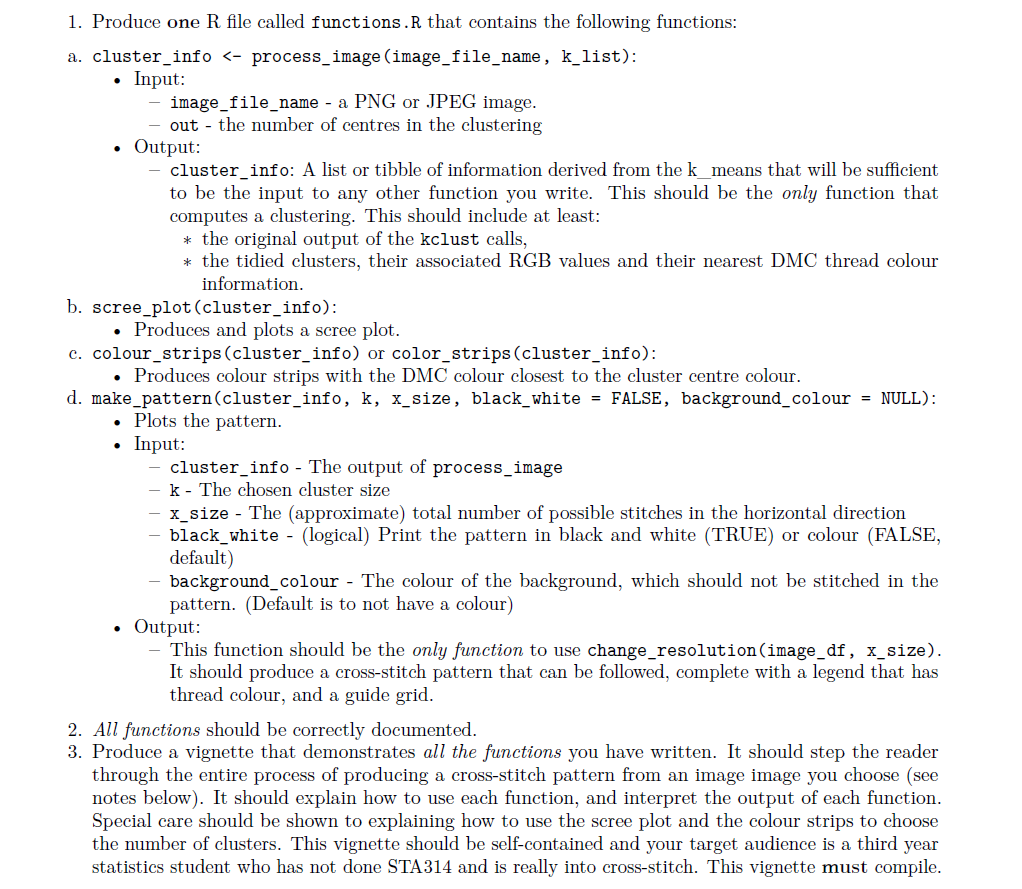 1. Produce one R file called functions.R that contains the following functions:
a. cluster_info <- process_image(image_file_name, k_list):
• Input:
– image_file_name - a PNG or JPEG image.
– out - the number of centres in the clustering
• Output:
– cluster_info: A list or tibble of information derived from the k_means that will be sufficient
to be the input to any other function you write. This should be the only function that
computes a clustering. This should include at least:
∗ the original output of the kclust calls,
∗ the tidied clusters, their associated RGB values and their nearest DMC thread colour
information.
b. scree_plot(cluster_info):
• Produces and plots a scree plot.
c. colour_strips(cluster_info) or color_strips(cluster_info):
• Produces colour strips with the DMC colour closest to the cluster centre colour.
d. make_pattern(cluster_info, k, x_size, black_white = FALSE, background_colour = NULL):
• Plots the pattern.
• Input:
– cluster_info - The output of process_image
– k - The chosen cluster size
– x_size - The (approximate) total number of possible stitches in the horizontal direction
– black_white - (logical) Print the pattern in black and white (TRUE) or colour (FALSE,
default)
– background_colour - The colour of the background, which should not be stitched in the
pattern. (Default is to not have a colour)
• Output:
– This function should be the only function to use change_resolution(image_df, x_size).
It should produce a cross-stitch pattern that can be followed, complete with a legend that has
thread colour, and a guide grid.
2. All functions should be correctly documented.
3. Produce a vignette that demonstrates all the functions you have written. It should step the reader
through the entire process of producing a cross-stitch pattern from an image image you choose (see
notes below). It should explain how to use each function, and interpret the output of each function.
Special care should be shown to explaining how to use the scree plot and the colour strips to choose
the number of clusters. This vignette should be self-contained and your target audience is a third year
statistics student who has not done STA314 and is really into cross-stitch. This vignette must compile.